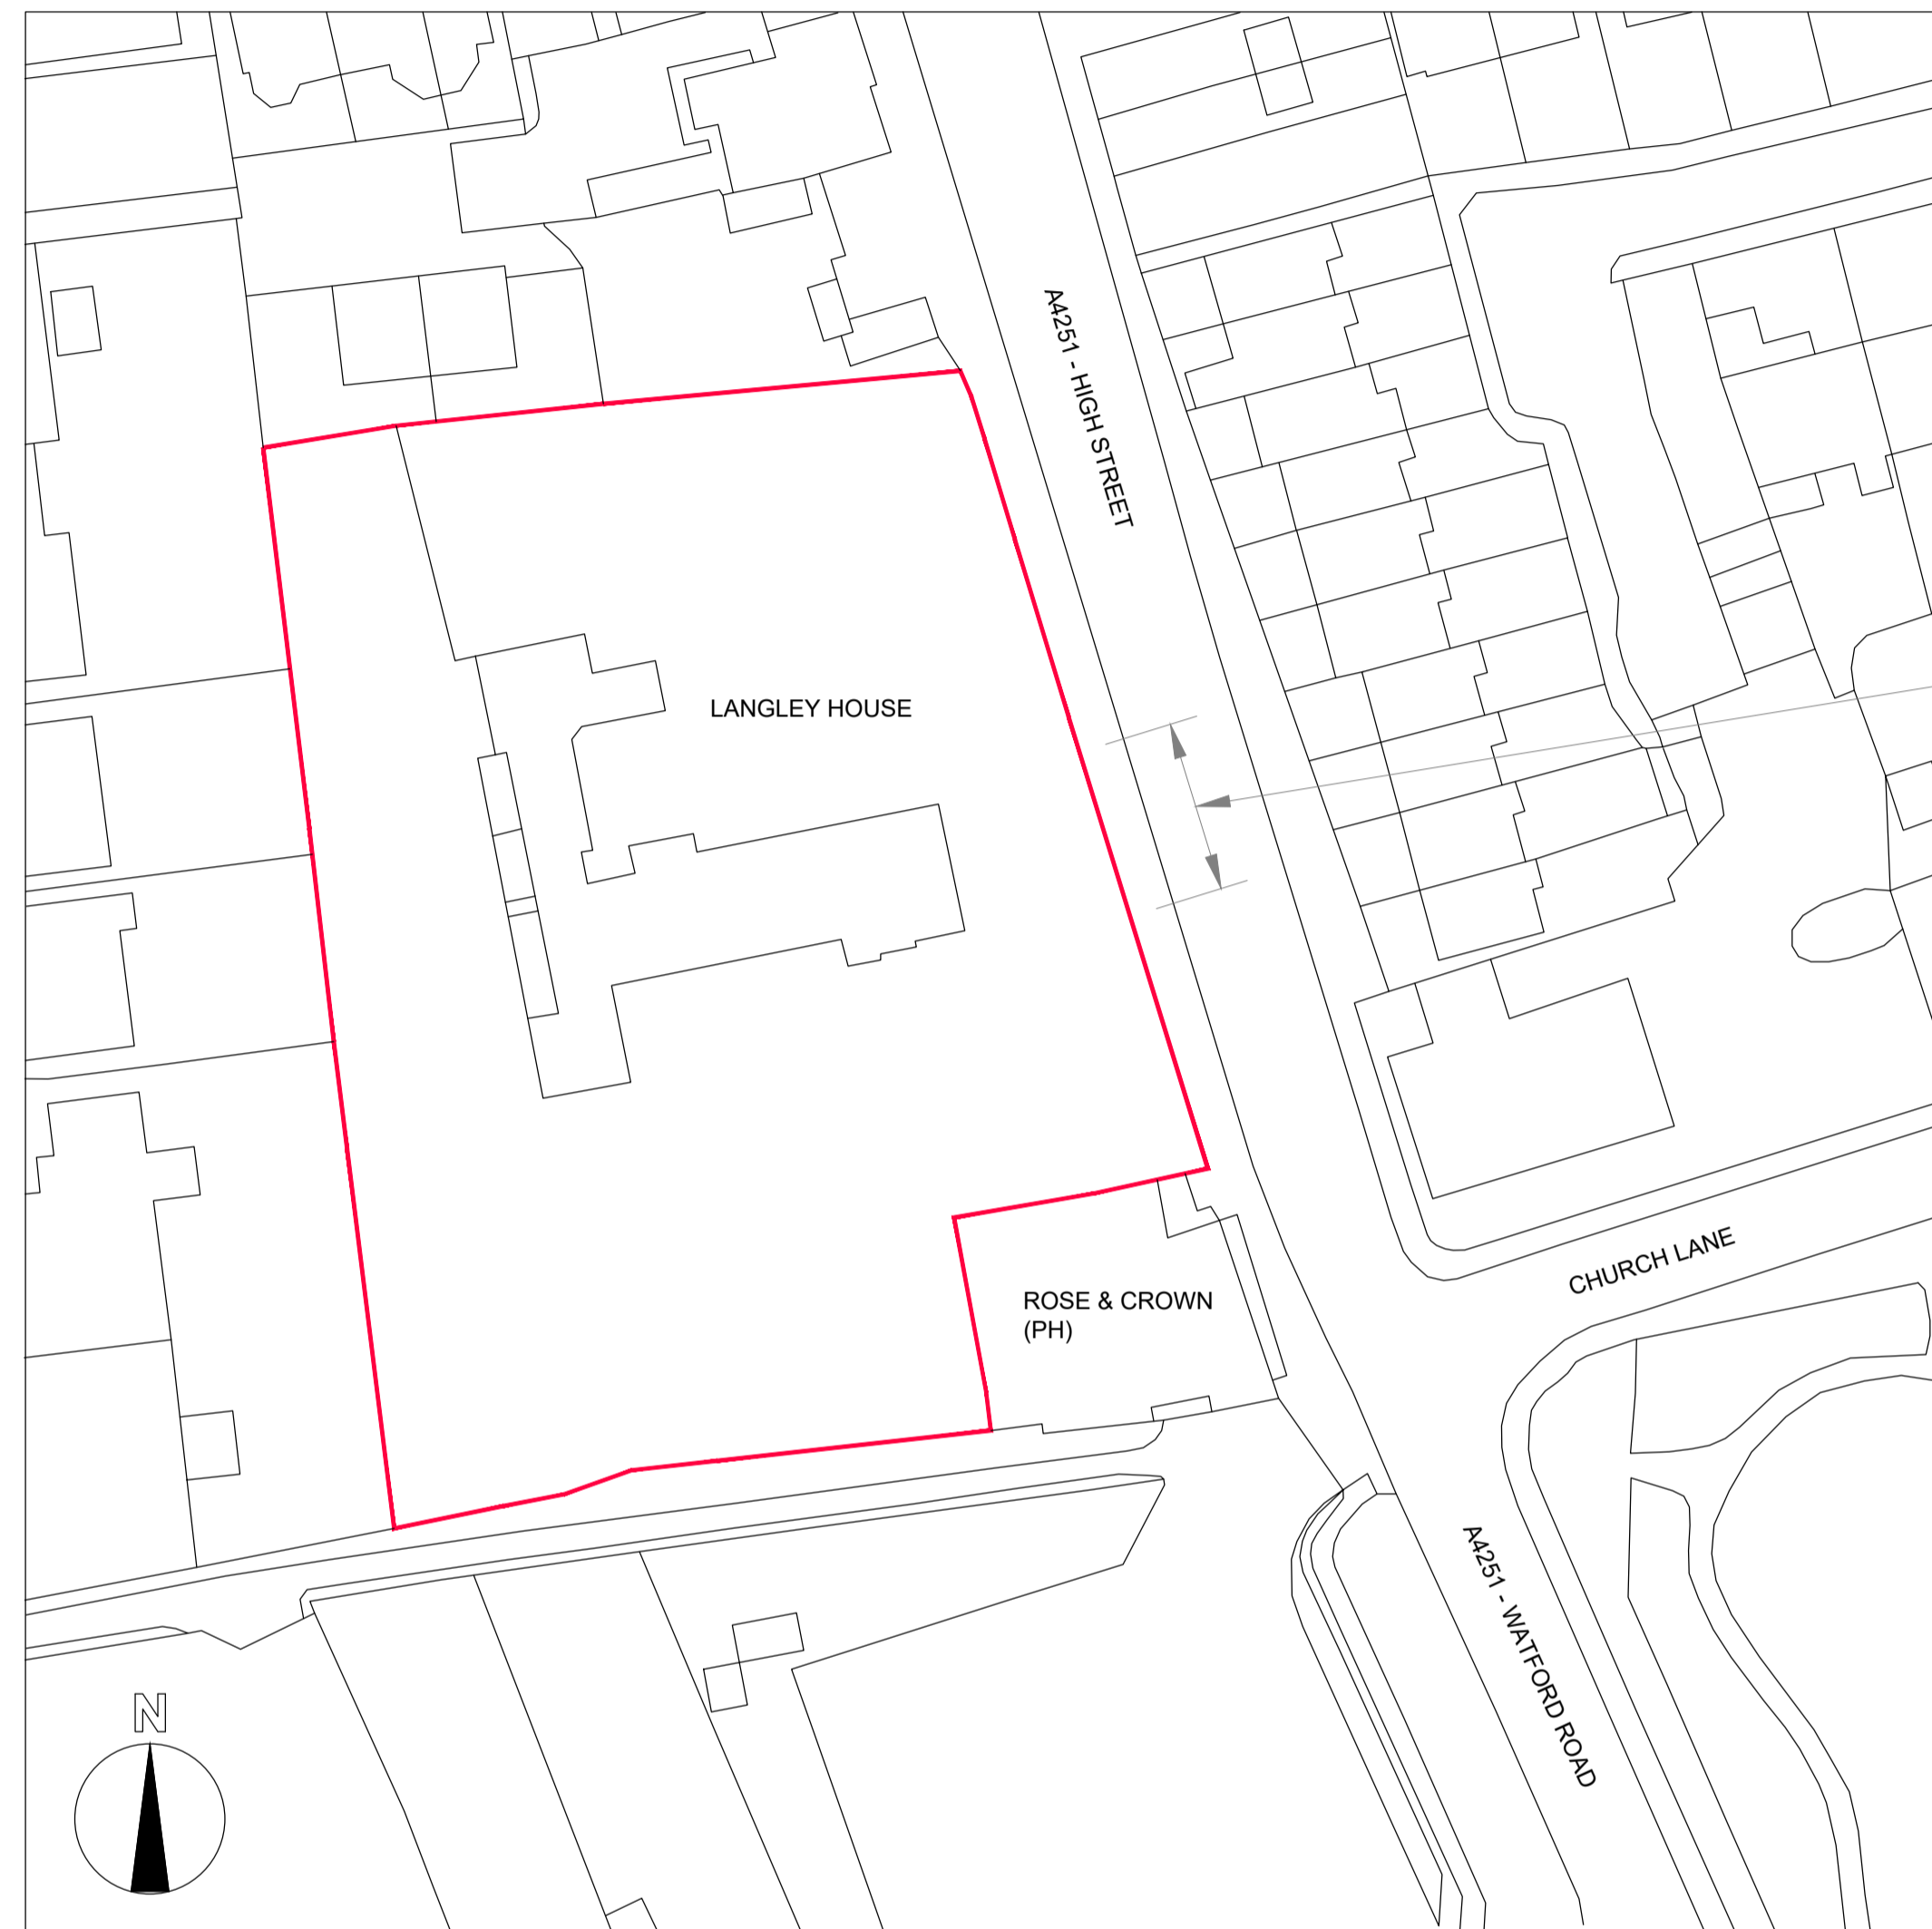 A4251 - HIGH STREET
LANGLEY HOUSE
CHURCH LANE
ROSE & CROWN
(PH)
A4251 - WATFORD ROAD
N